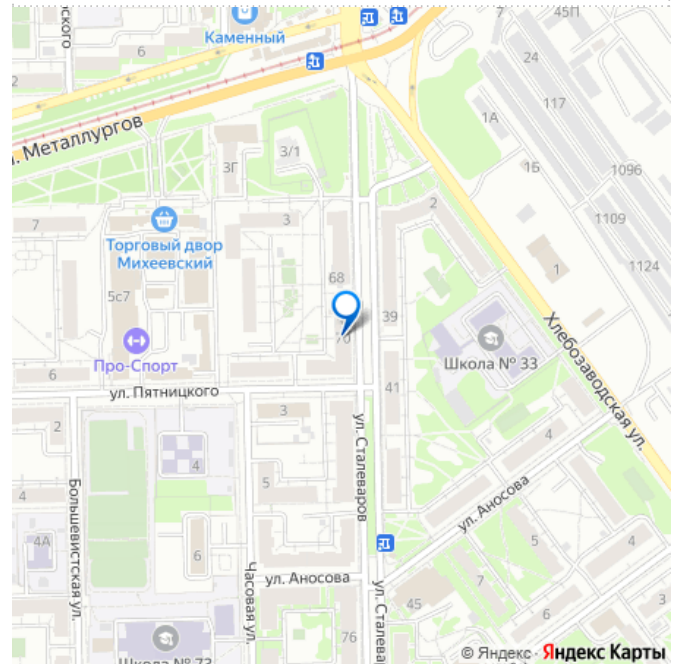 45П
7
ского
6
Каменный
24
117
1А
л. Металлургов
3/1
3Г
1Б
1096
2
1109
7
3
Торговый двор
Михеевский
1124
68
1
5с7
39
70
Хлебозаводская ул.
Про-Спорт
Школа № 33
6
41
ул. Пятницкого
3
2
4
ул. Сталеваров
4
5
4
Большевистская ул.
ул. Аносова
4А
6
5
Часовая ул.
ул. Аносова
7
ул. Сталева
45
3
6
76
Школа № 73
© Яндекс Яндекс Карты